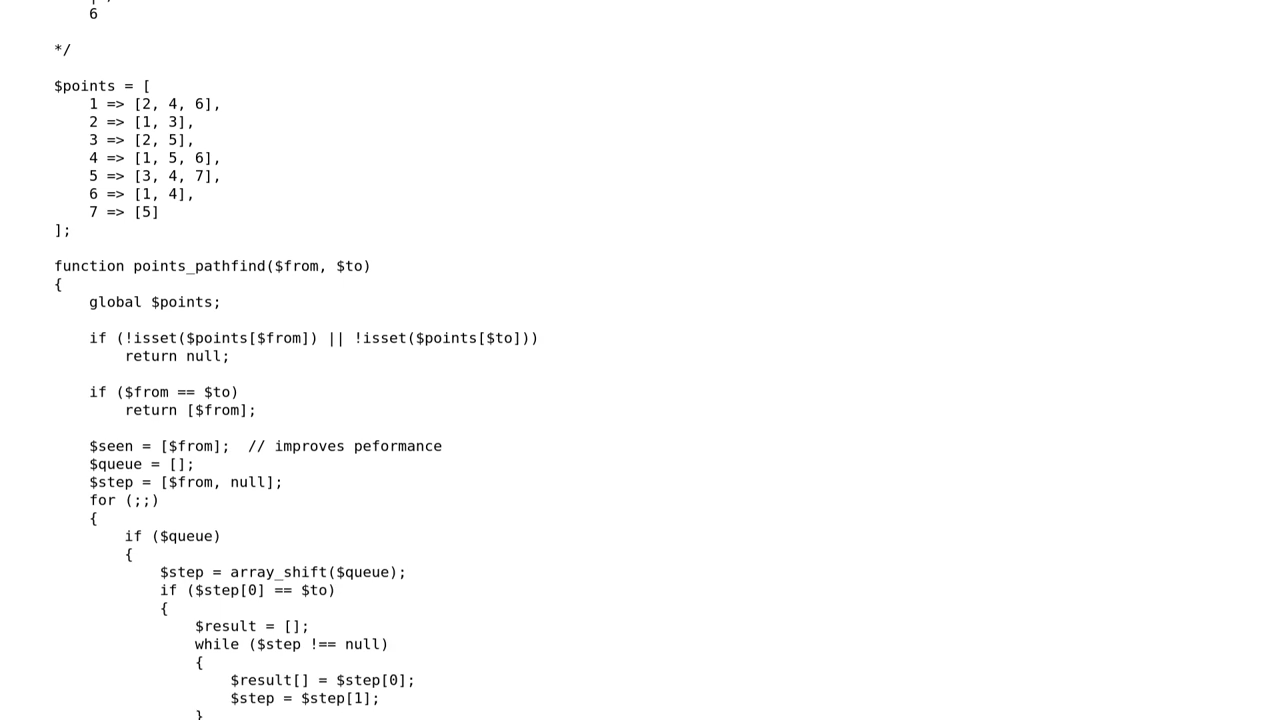 6
*/
$points = [
1 => [2, 4, 6],
2 => [1, 3],
3 => [2, 5],
4 => [1, 5, 6],
5 => [3, 4, 7],
6 => [1, 4],
7 => [5]
];
function points_pathfind($from, $to)
{
global $points;
if (!isset($points[$from]) || !isset($points[$to]))
return null;
if ($from == $to)
return [$from];
$seen = [$from];  // improves peformance
$queue = [];
$step = [$from, null];
for (;;)
{
if ($queue)
{
$step = array_shift($queue);
if ($step[0] == $to)
{
$result = [];
while ($step !== null)
{
$result[] = $step[0];
$step = $step[1];
}